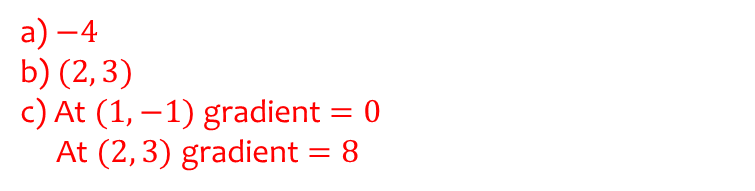 a) −4
b) (2, 3)
c) At (1, −1) gradient = 0
At (2, 3) gradient = 8